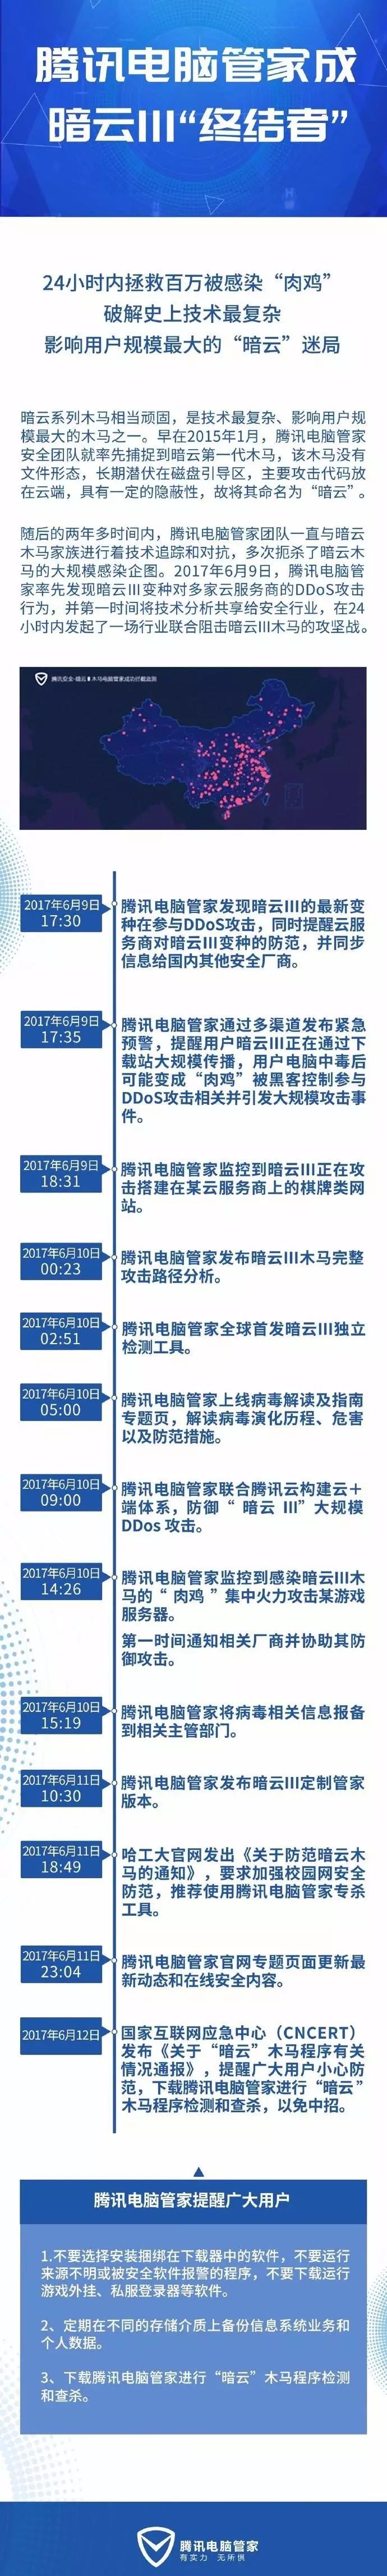 腾讯电脑管家成
暗云III“终结者”
24小时内拯救百万被感染“肉鸡”
破解史上技术最复杂
影响用户规模最大的“暗云”迷局
暗云系列木马相当顽固，是技术最复杂、影响用户规
模最大的木马之一。早在2015年1月，腾讯电脑管家
安全团队就率先捕捉到暗云第一代木马，该木马没有
文件形态，长期潜伏在磁盘引导区，主要攻击代码放
在云端，具有一定的隐蔽性，故将其命名为“暗云”。
随后的两年多时间内，腾讯电脑管家团队一直与暗云
木马家族进行着技术追踪和对抗，多次扼杀了暗云木
马的大规模感染企图。2017年6月9日，腾讯电脑管
家率先发现暗云III变种对多家云服务商的DDoS攻击
行为，并第一时间将技术分析共享给安全行业，在24
小时内发起了一场行业联合阻击暗云III木马的攻坚战。
腾讯安全-暗云III木马电脑管家成功拦截监测
2017年6月9日
17:30
腾讯电脑管家发现暗云III的最新变
种在参与DDoS攻击，同时提醒云服
务商对暗云III变种的防范，并同步
信息给国内其他安全厂商。
2017年6月9日
17:35
腾讯电脑管家通过多渠道发布紧急
预警，提醒用户暗云III正在通过下
载站大规模传播，用户电脑中毒后
可能变成“肉鸡”被黑客控制参与
DDoS攻击相关并引发大规模攻击事
件。
2017年6月9日
18:31
腾讯电脑管家监控到暗云III正在攻
击搭建在某云服务商上的棋牌类网
站。
2017年6月10日
00:23
腾讯电脑管家发布暗云III木马完整
攻击路径分析。
2017年6月10日
02:51
腾讯电脑管家全球首发暗云III独立
检测工具。
2017年6月10日
05:00
腾讯电脑管家上线病毒解读及指南
专题页，解读病毒演化历程、危害
以及防范措施。
2017年6月10日
09:00
腾讯电脑管家联合腾讯云构建云＋
端体系，防御“ 暗云 III”大规模
DDos 攻击。
2017年6月10日
14:26
腾讯电脑管家监控到感染暗云III木
马的“ 肉鸡 ”集中火力攻击某游戏
服务器。
第一时间通知相关厂商并协助其防
御攻击。
2017年6月10日
15:19
腾讯电脑管家将病毒相关信息报备
到相关主管部门。
2017年6月11日
10:30
腾讯电脑管家发布暗云III定制管家
版本。
2017年6月11日
18:49
哈工大官网发出《关于防范暗云木
马的通知》，要求加强校园网安全
防范，推荐使用腾讯电脑管家专杀
工具。
2017年6月11日
23:04
腾讯电脑管家官网专题页面更新最
新动态和在线安全内容。
2017年6月12日
国家互联网应急中心（CNCERT）
发布《关于“暗云”木马程序有关
情况通报》，提醒广大用户小心防
范，下载腾讯电脑管家进行“暗云”
木马程序检测和查杀，以免中招。
腾讯电脑管家提醒广大用户
1.不要选择安装捆绑在下载器中的软件，不要运行
来源不明或被安全软件报警的程序，不要下载运行
游戏外挂、私服登录器等软件。
2、定期在不同的存储介质上备份信息系统业务和
个人数据。
3、下载腾讯电脑管家进行“暗云”木马程序检测
和查杀。
腾讯电脑管家
有实力 无所惧